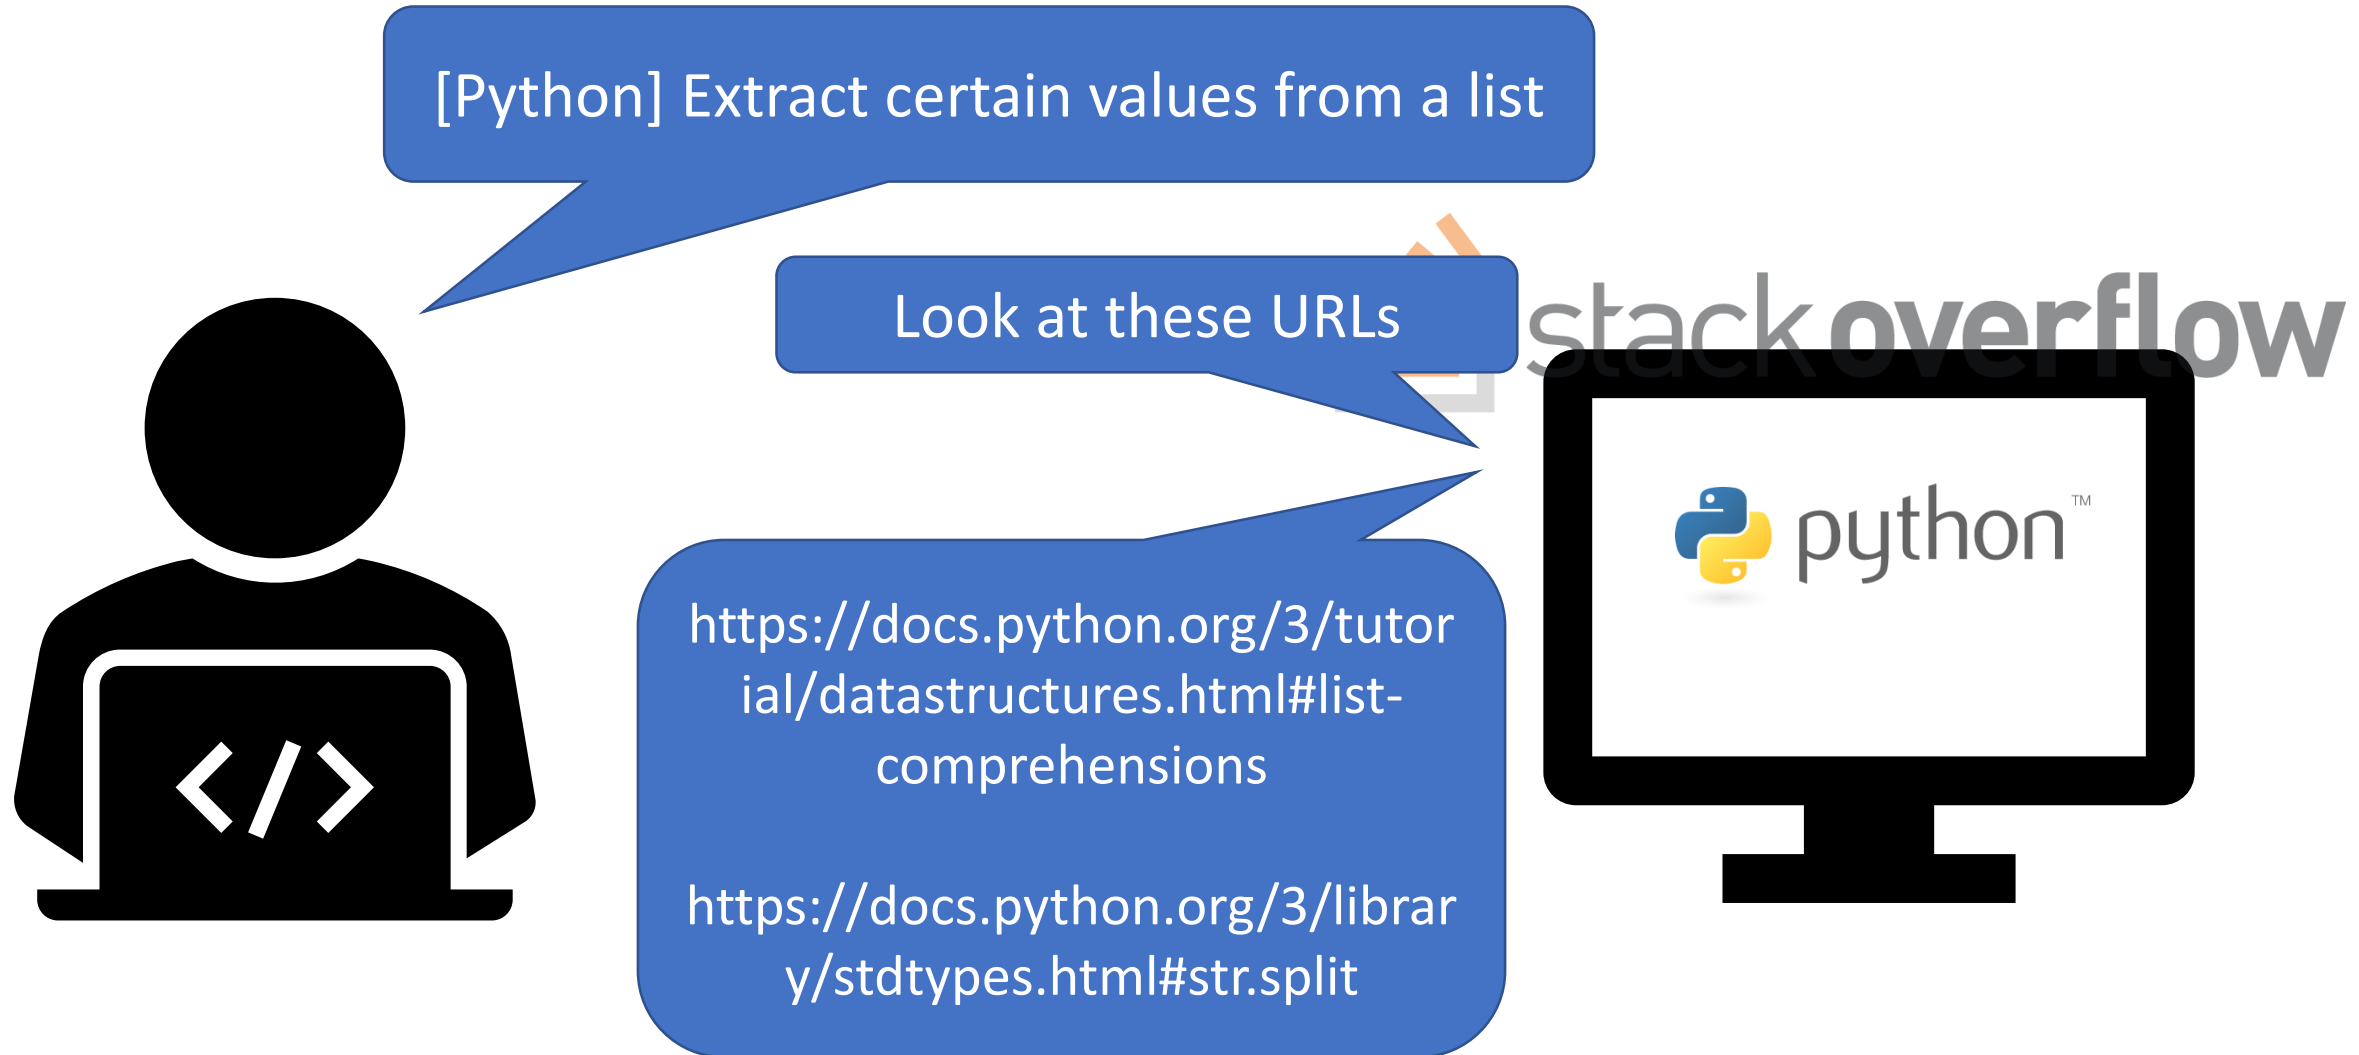 [Python] Extract certain values from a list
Look at these URLs
stackoverflow
python™
https://docs.python.org/3/tutor
ial/datastructures.html#list-
comprehensions
https://docs.python.org/3/librar
y/stdtypes.html#str.split
</>